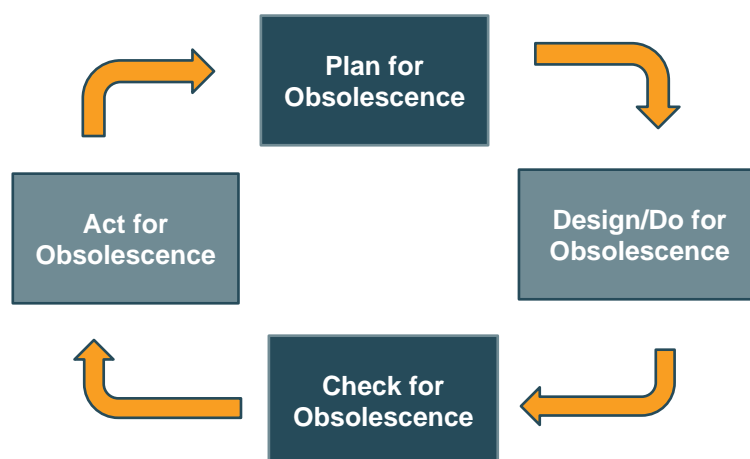 Plan for
Obsolescence
Act for
Obsolescence
Design/Do for
Obsolescence
Check for
Obsolescence